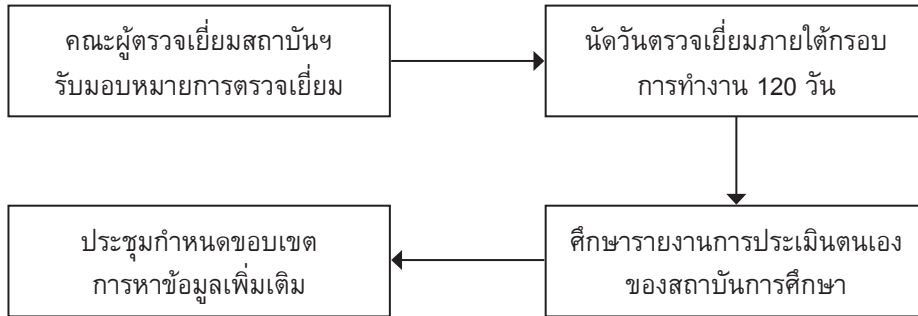 คณะผู้ตรวจเยี่ยมสถาบันฯ
รับมอบหมายการตรวจเยี่ยม
นัดวันตรวจเยี่ยมภายใต้กรอบ
การทำงาน 120 วัน
ศึกษารายงานการประเมินตนเอง
ของสถาบันการศึกษา
ประชุมกำหนดขอบเขต
การหาข้อมูลเพิ่มเติม